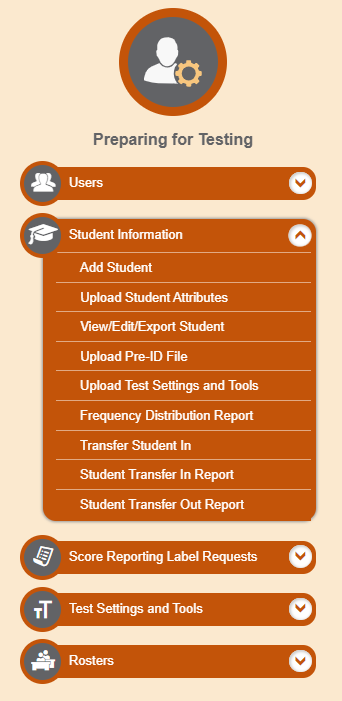 Preparing for Testing
Users
Student Information
Add Student
Upload Student Attributes
View/Edit/Export Student
Upload Pre-ID File
Upload Test Settings and Tools
Frequency Distribution Report
Transfer Student In
Student Transfer In Report
Student Transfer Out Report
Score Reporting Label Requests
Test Settings and Tools
Rosters